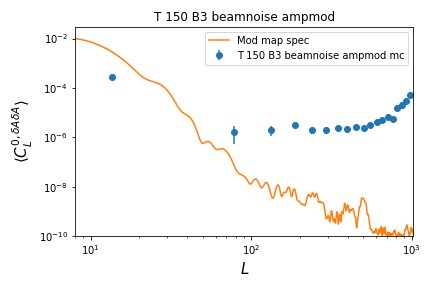 T 150 B3 beamnoise ampmod
Mod map spec
T 150 B3 beamnoise ampmod mc
⟨C_L^{0, δAδA}⟩
10⁻²
10⁻⁴
10⁻⁶
10⁻⁸
10⁻¹⁰
10¹ 10² 10³
L